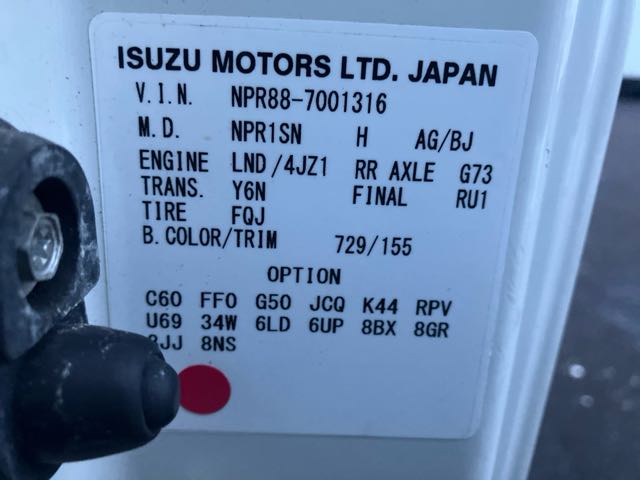 ISUZU MOTORS LTD. JAPAN
V.I.N. NPR88-7001316
M.D. NPR1SN H AG/BJ
ENGINE LND/4JZ1 RR AXLE G73
TRANS. Y6N FINAL RU1
TIRE FQJ
B.COLOR/TRIM 729/155
OPTION
C60 FF0 G50 JCQ K44 RPV
U69 34W 6LD 6UP 8BX 8GR
8NS